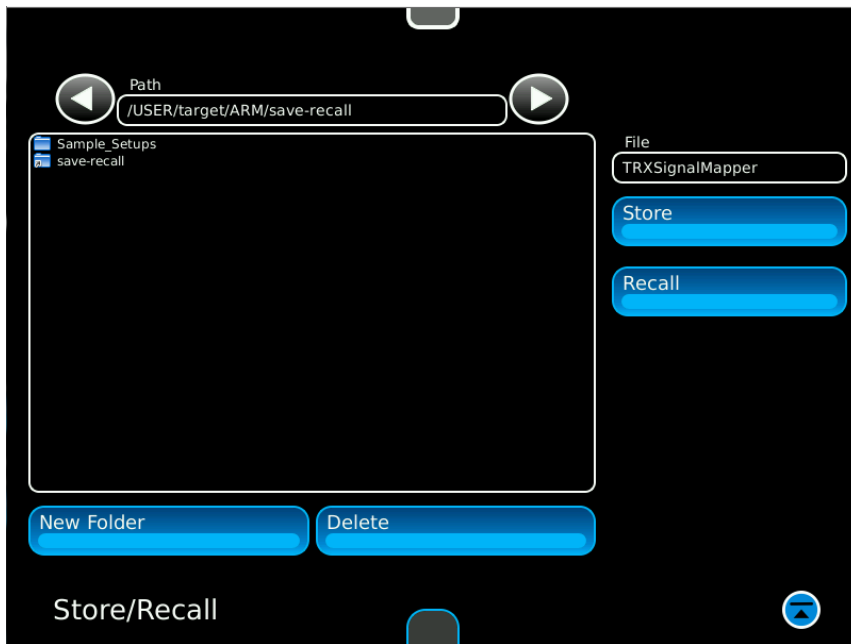 Path
/USER/target/ARM/save-recall
Sample_Setups
save-recall
File
TRXSignalMapper
Store
Recall
New Folder
Delete
Store/Recall